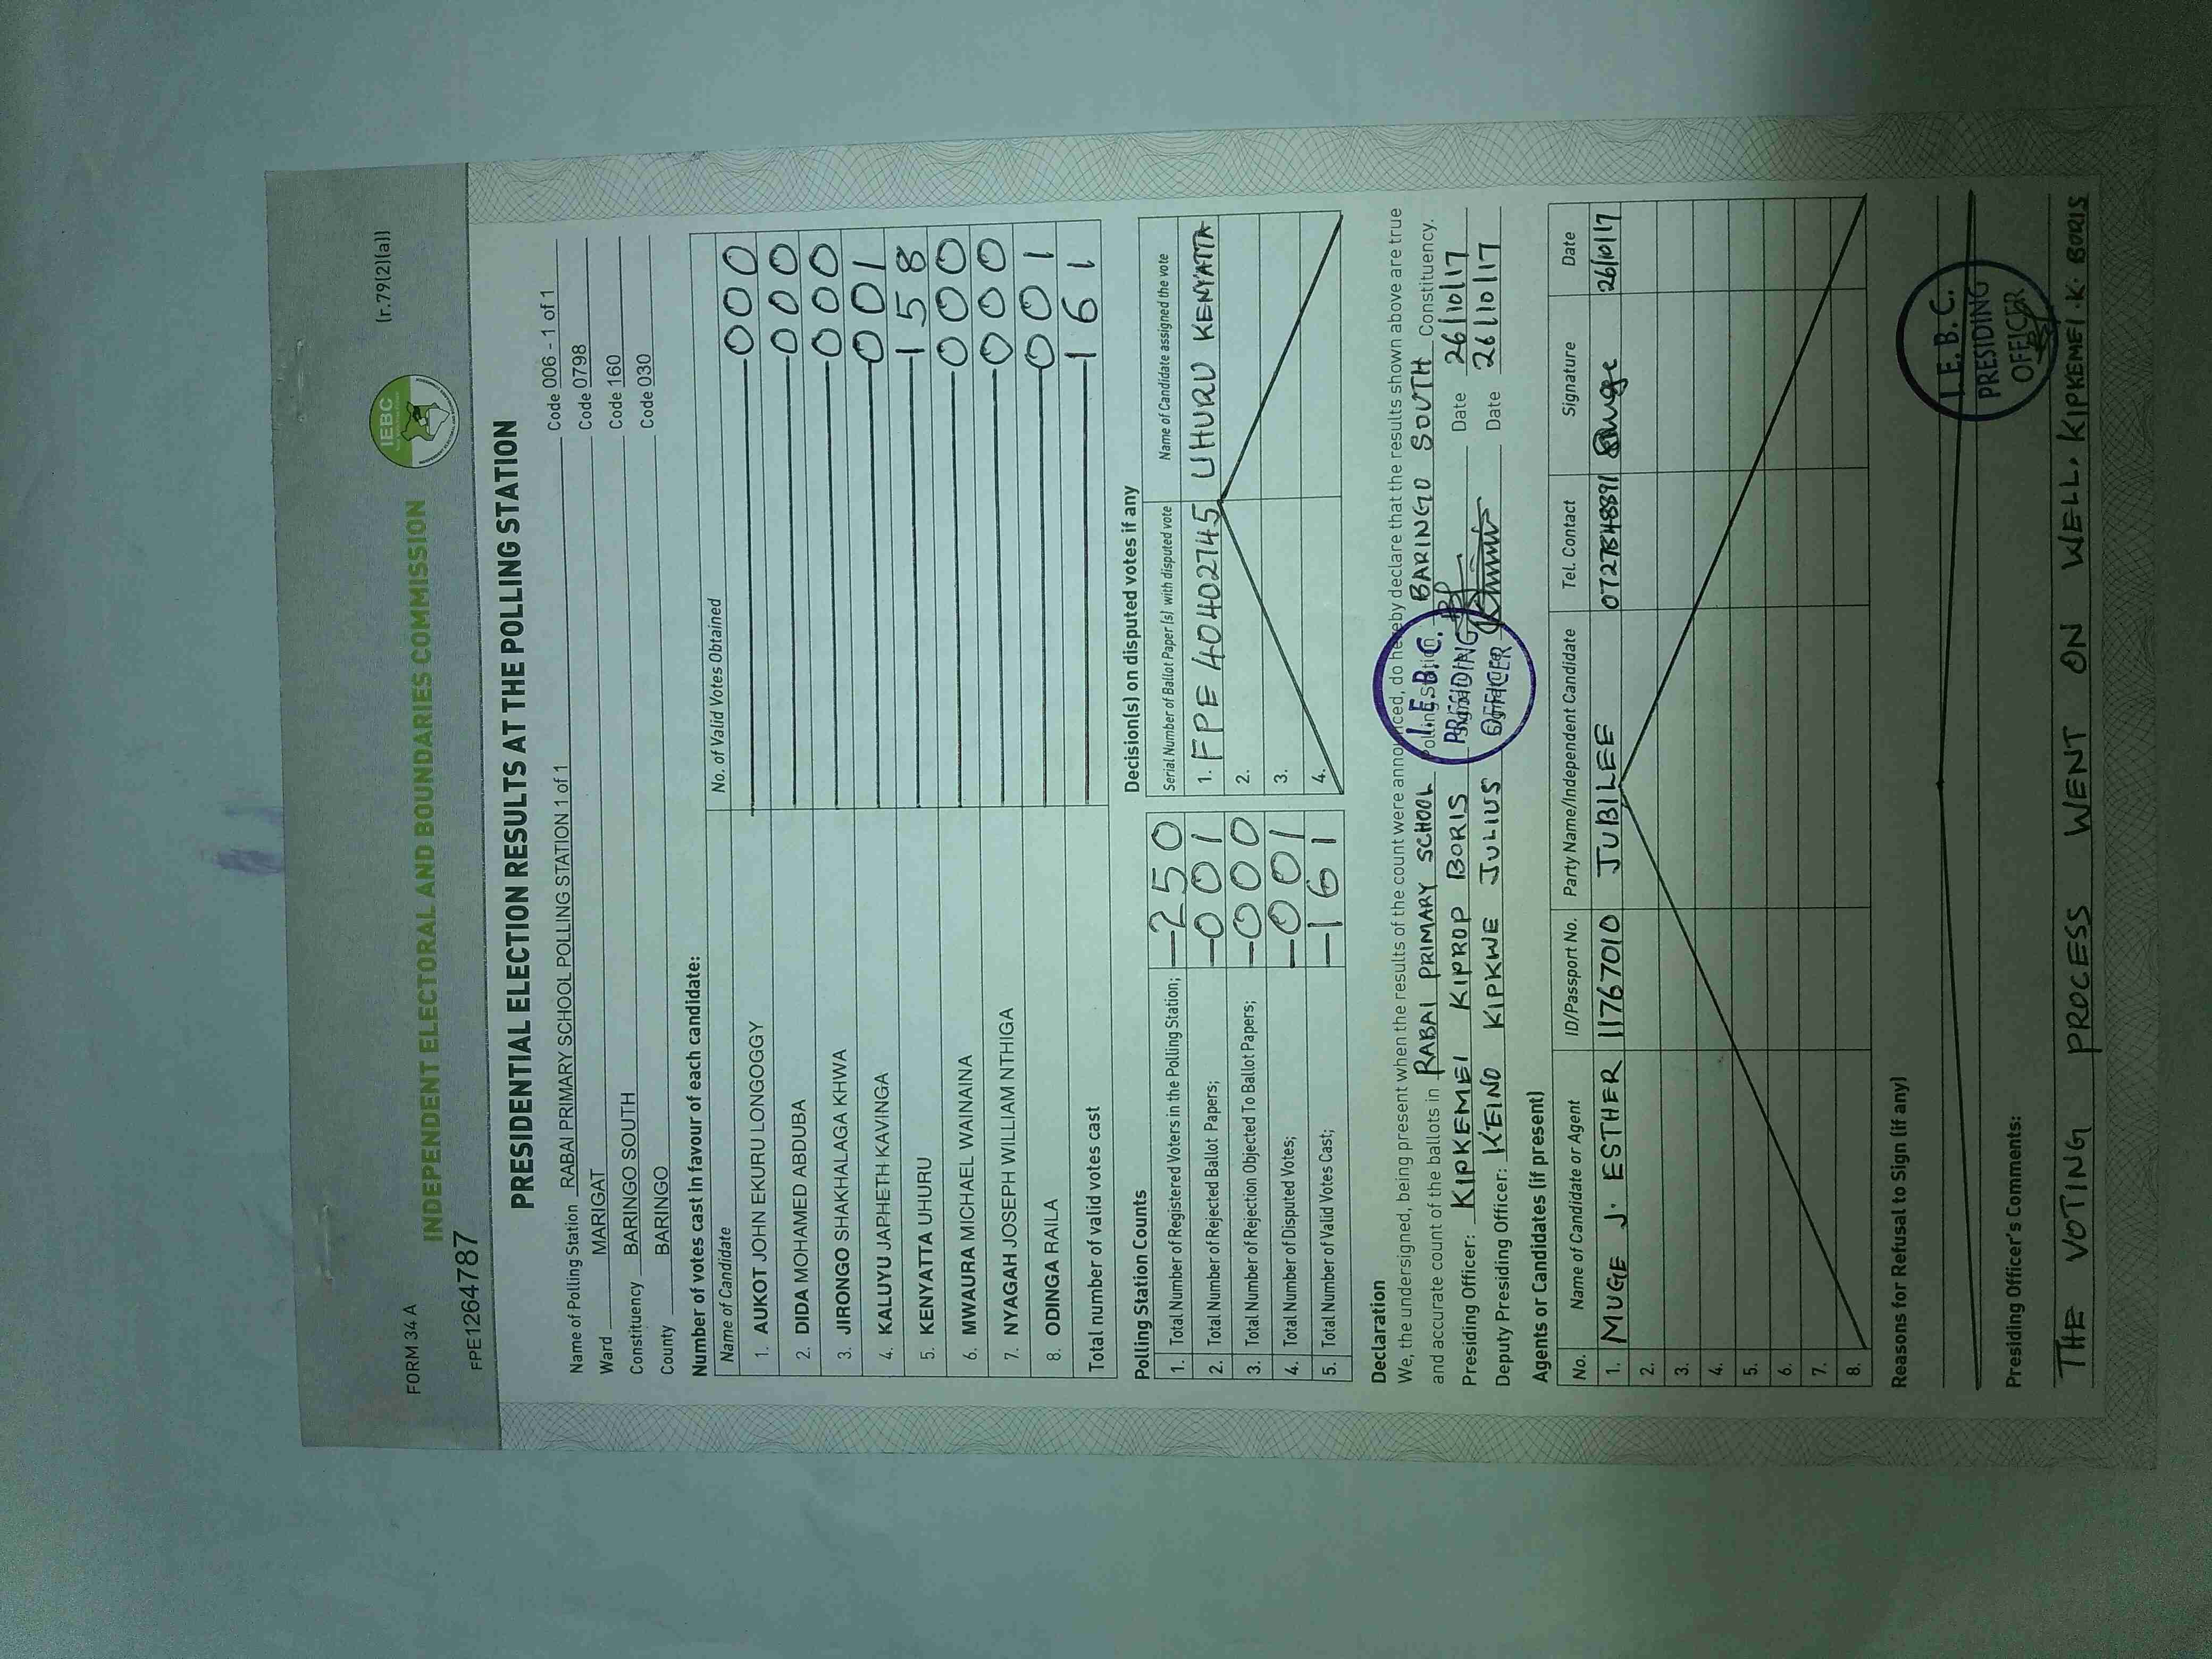 FORM 34 A
(r.79(2)(a))
INDEPENDENT ELECTORAL AND BOUNDARIES COMMISSION
IEBC
FPE1264787
PRESIDENTIAL ELECTION RESULTS AT THE POLLING STATION
Name of Polling Station RABAI PRIMARY SCHOOL POLLING STATION 1 of 1 Code 006 - 1 of 1
Ward MARIGAT Code 0798
Constituency BARINGO SOUTH Code 160
County BARINGO Code 030
Number of votes cast in favour of each candidate:
Name of Candidate No. of Valid Votes Obtained
1. AUKOT JOHN EKURU LONGOGGY 000
2. DIDA MOHAMED ABDUBA 000
3. JIRONGO SHAKHALAGA KHWA 000
4. KALUYU JAPHETH KAVINGA 001
5. KENYATTA UHURU 158
6. MWAURA MICHAEL WAINAINA 000
7. NYAGAH JOSEPH WILLIAM NTHIGA 000
8. ODINGA RAILA 001
Total number of valid votes cast 161
Polling Station Counts
1. Total Number of Registered Voters in the Polling Station; 250
2. Total Number of Rejected Ballot Papers; 001
3. Total Number of Rejection Objected To Ballot Papers; 000
4. Total Number of Disputed Votes; 001
5. Total Number of Valid Votes Cast; 161
Decision(s) on disputed votes if any
Serial Number of Ballot Paper (s) with disputed vote Name of Candidate assigned the vote
1. FPE 40402745 UHURU KENYATTA
2.
3.
4.
Declaration
We, the undersigned, being present when the results of the count were announced, do hereby declare that the results shown above are true
and accurate count of the ballots in RABAI PRIMARY SCHOOL Polling station BARINGO SOUTH Constituency.
Presiding Officer: KIPKEMEI KIPROP BORIS Date 26/10/17
Deputy Presiding Officer: KEINO KIPKWE JULIUS Date 26/10/17
I.E.B.C.
PRESIDING
OFFICER
Agents or Candidates (if present)
No. Name of Candidate or Agent ID/Passport No. Party Name/Independent Candidate Tel. Contact Signature Date
1. MUGE J. ESTHER 11767010 JUBILEE Muge 26/10/17
2.
3.
4.
5.
6.
7.
8.
Reasons for Refusal to Sign (if any)
I.E.B.C.
PRESIDING
OFFICER
Presiding Officer's Comments:
THE VOTING PROCESS WENT ON WELL. KIPKEMEI.K.BORIS